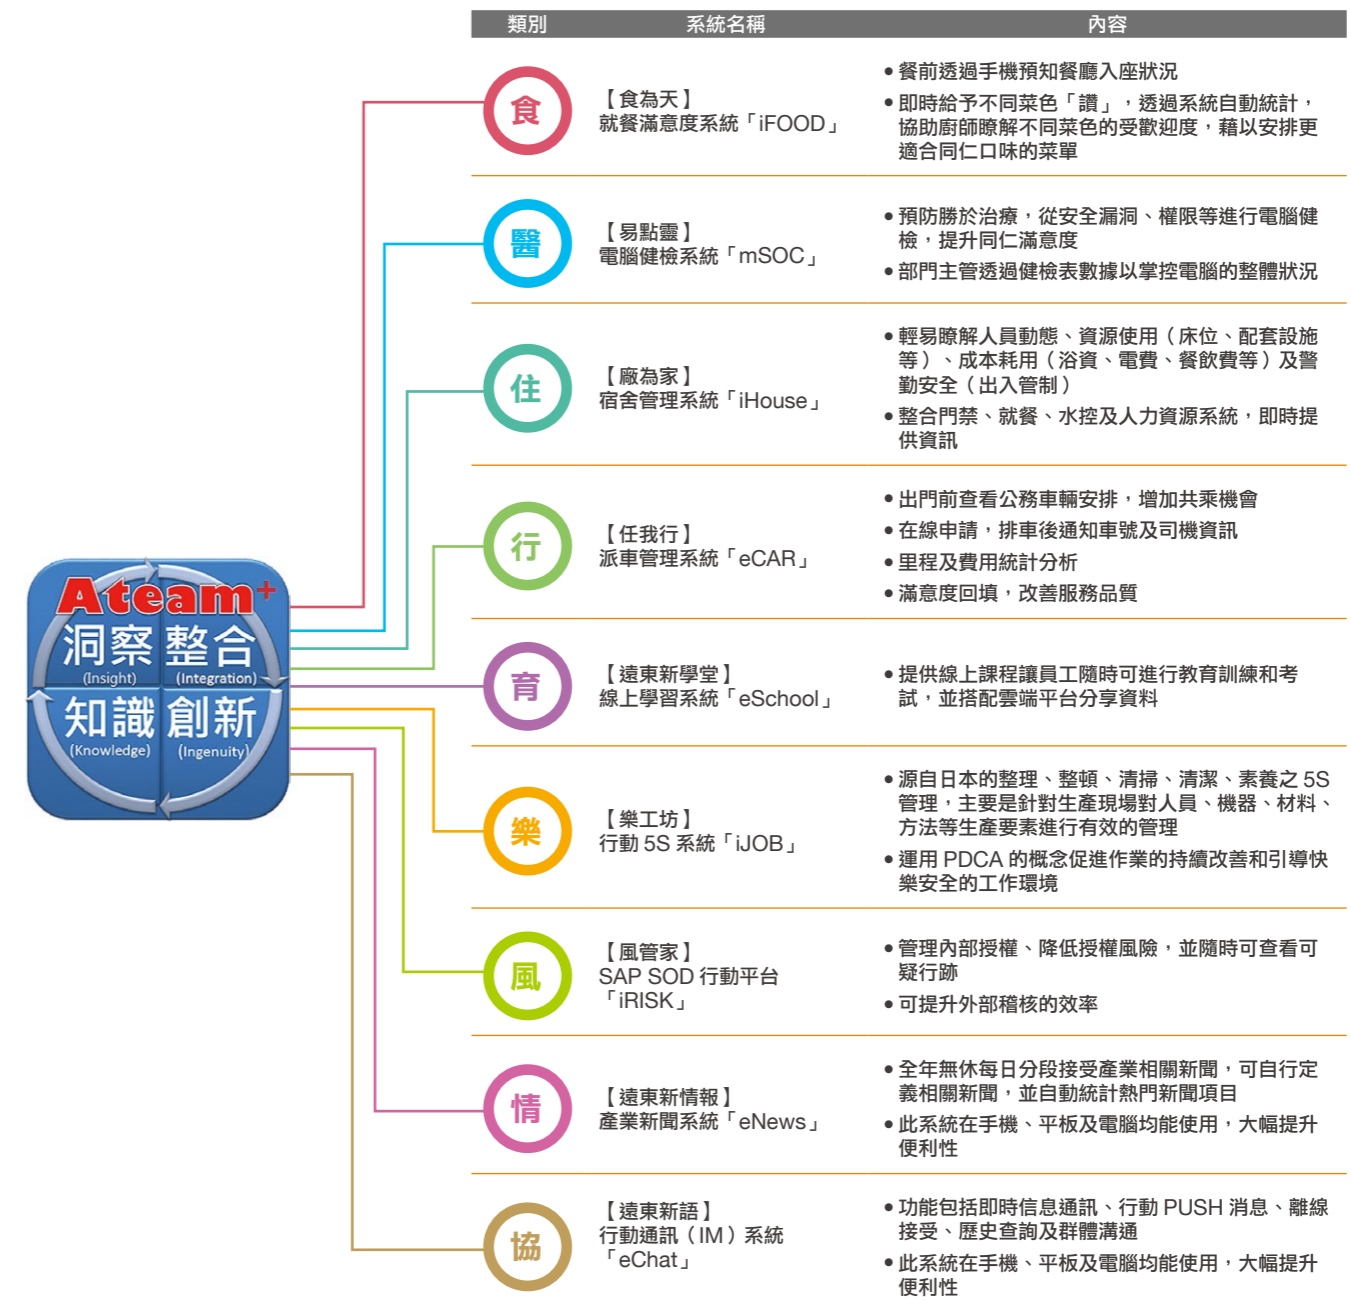 類別 系統名稱 內容
食
【食為天】
就餐滿意度系統「iFOOD」
•餐前透過手機預知餐廳入座狀況
•即時給予不同菜色「讚」，透過系統自動統計，
協助廚師瞭解不同菜色的受歡迎度，藉以安排更
適合同仁口味的菜單
醫
【易點靈】
電腦健檢系統「mSOC」
•預防勝於治療，從安全漏洞、權限等進行電腦健
檢，提升同仁滿意度
•部門主管透過健檢表數據以掌控電腦的整體狀況
住
【廠為家】
宿舍管理系統「iHouse」
•輕易瞭解人員動態、資源使用（床位、配套設施
等）、成本耗用（浴資、電費、餐飲費等）及警
勤安全（出入管制）
•整合門禁、就餐、水控及人力資源系統，即時提
供資訊
行
【任我行】
派車管理系統「eCAR」
•出門前查看公務車輛安排，增加共乘機會
•在線申請，排車後通知車號及司機資訊
•里程及費用統計分析
•滿意度回填，改善服務品質
Ateam+
洞察 整合
(Insight) (Integration)
知識 創新
(Knowledge) (Ingenuity)
育
【遠東新學堂】
線上學習系統「eSchool」
•提供線上課程讓員工隨時可進行教育訓練和考
試，並搭配雲端平台分享資料
樂
【樂工坊】
行動 5S 系統「iJOB」
•源自日本的整理、整頓、清掃、清潔、素養之 5S
管理，主要是針對生產現場對人員、機器、材料、
方法等生產要素進行有效的管理
•運用 PDCA 的概念促進作業的持續改善和引導快
樂安全的工作環境
風
【風管家】
SAP SOD 行動平台
「iRISK」
•管理內部授權、降低授權風險，並隨時可查看可
疑行跡
•可提升外部稽核的效率
情
【遠東新情報】
產業新聞系統「eNews」
•全年無休每日分段接受產業相關新聞，可自行定
義相關新聞，並自動統計熱門新聞項目
•此系統在手機、平板及電腦均能使用，大幅提升
便利性
協
【遠東新語】
行動通訊（IM）系統
「eChat」
•功能包括即時信息通訊、行動 PUSH 消息、離線
接受、歷史查詢及群體溝通
•此系統在手機、平板及電腦均能使用，大幅提升
便利性